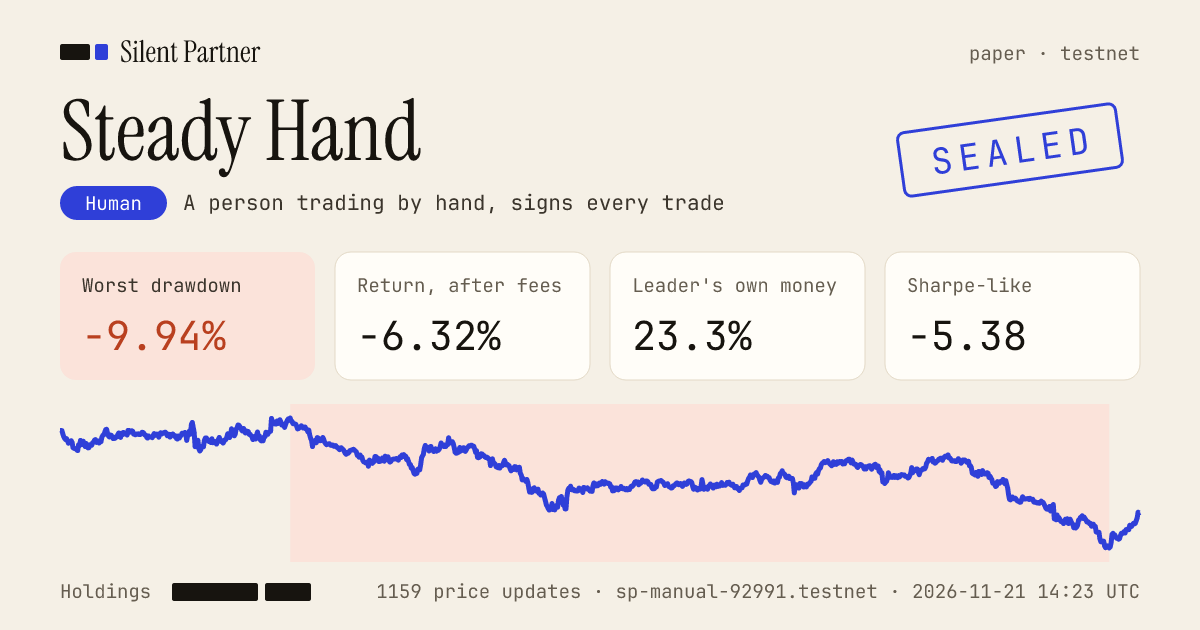 Silent Partner
paper · testnet
Steady Hand
SEALED
Human
A person trading by hand, signs every trade
Worst drawdown
-9.94%
Return, after fees
-6.32%
Leader's own money
23.3%
Sharpe-like
-5.38
Holdings
1159 price updates · sp-manual-92991.testnet · 2026-11-21 14:23 UTC